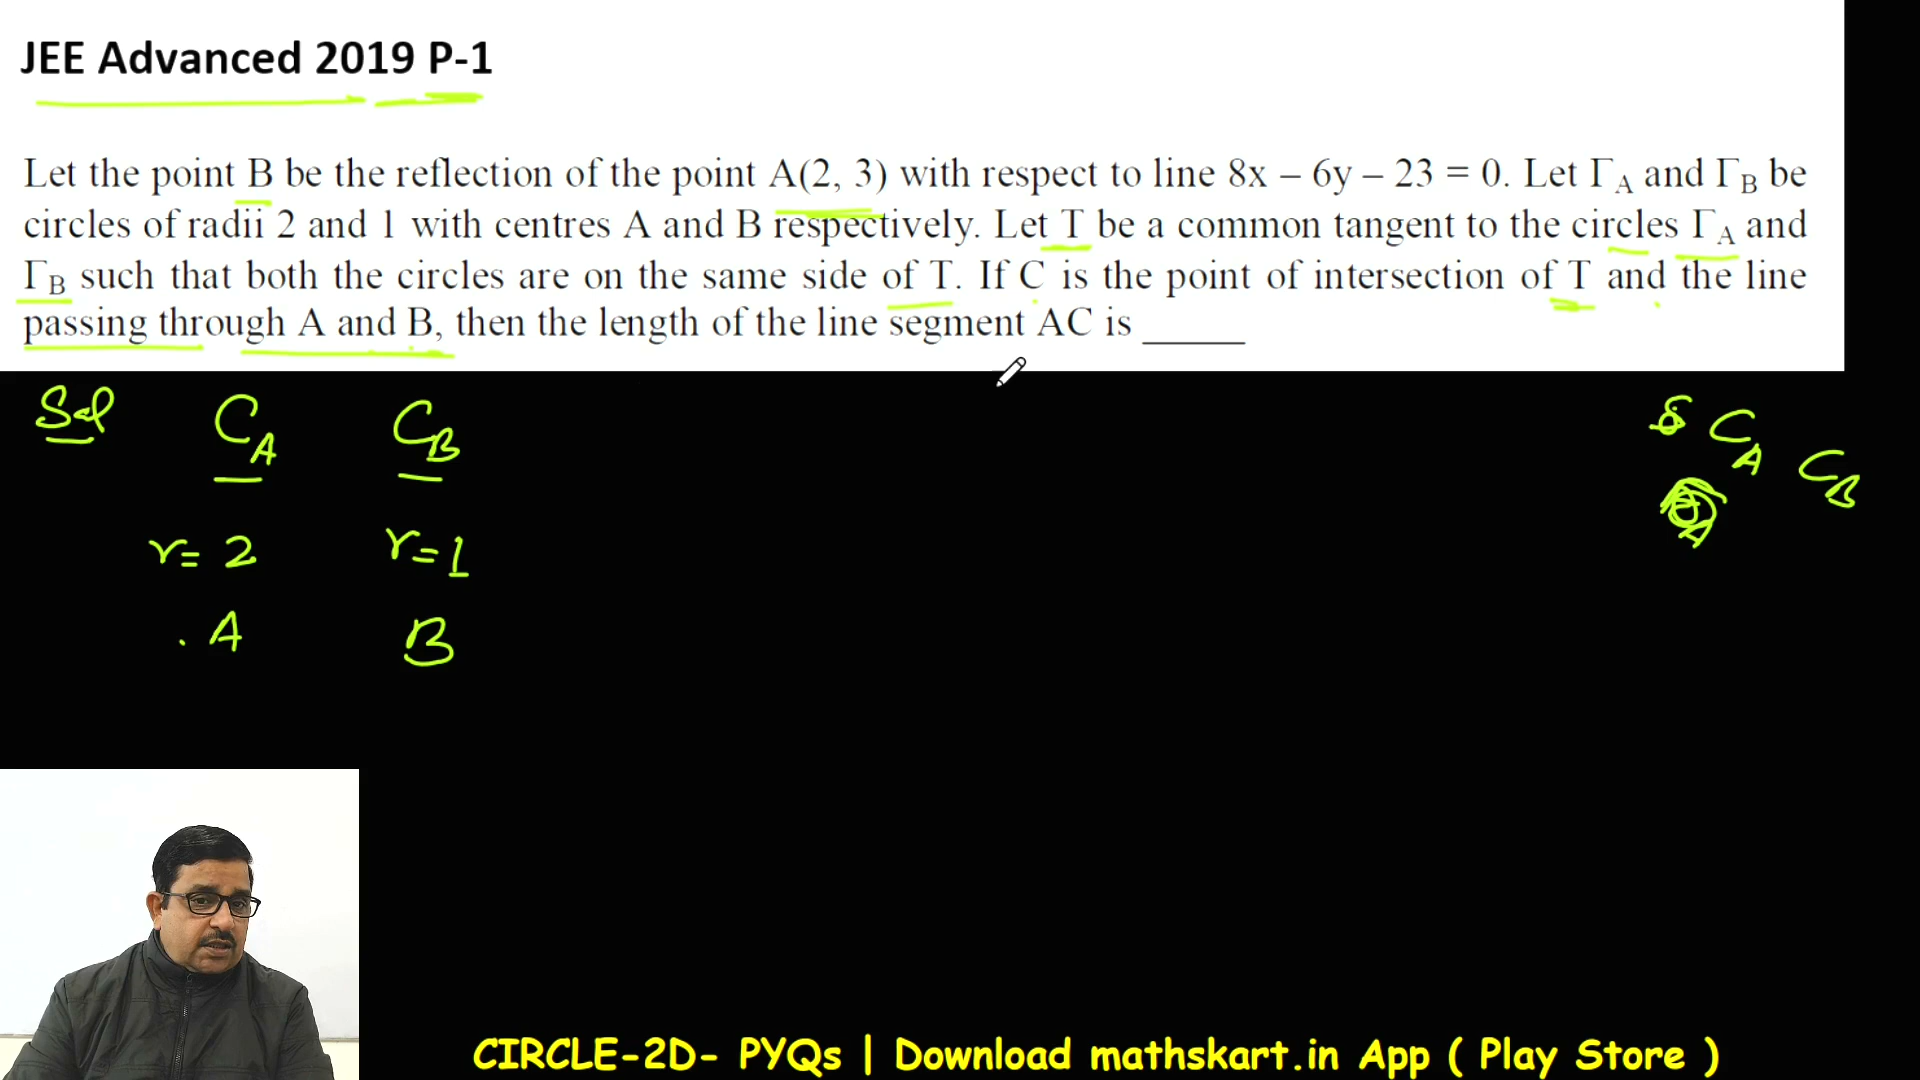 JEE Advanced 2019 P-1
Let the point B be the reflection of the point A(2, 3) with respect to line 8x – 6y – 23 = 0. Let Γ_A and Γ_B be
circles of radii 2 and 1 with centres A and B respectively. Let T be a common tangent to the circles Γ_A and
Γ_B such that both the circles are on the same side of T. If C is the point of intersection of T and the line
passing through A and B, then the length of the line segment AC is ______
Sol C_A C_B
r= 2 r=1
. A B
C_A C_B
CIRCLE-2D- PYQs | Download mathskart.in App ( Play Store )